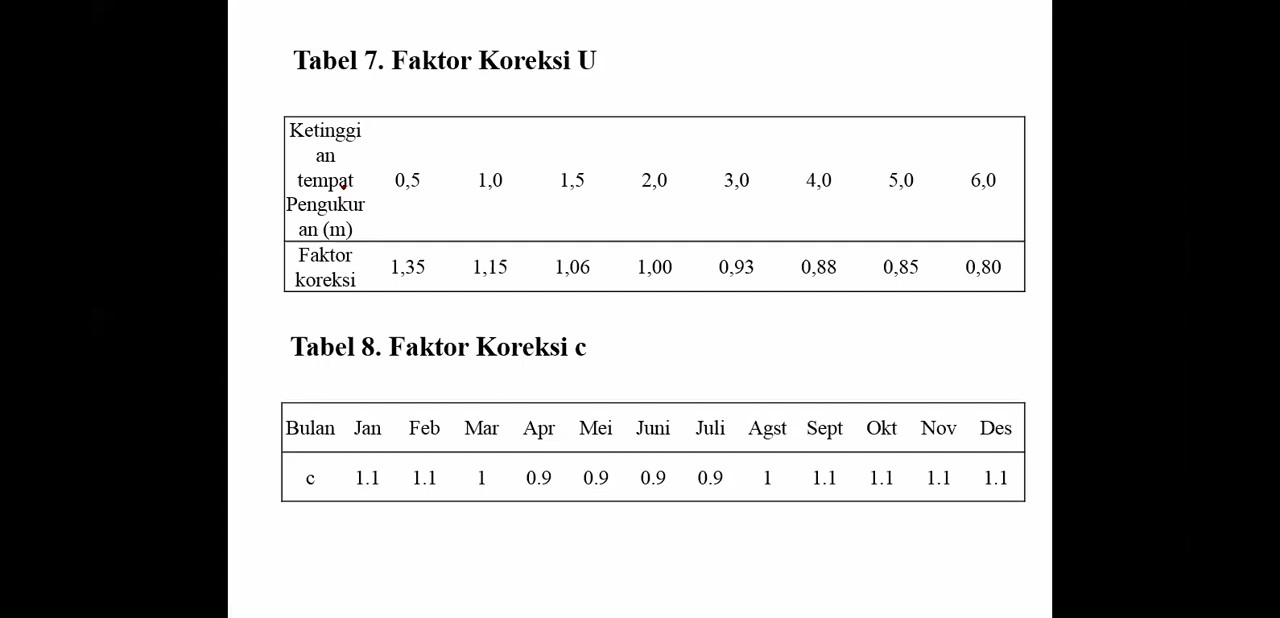 Tabel 7. Faktor Koreksi U
Ketinggi
an
tempat
Pengukur
an (m)
0,5 1,0 1,5 2,0 3,0 4,0 5,0 6,0
Faktor
koreksi
1,35 1,15 1,06 1,00 0,93 0,88 0,85 0,80
Tabel 8. Faktor Koreksi c
Bulan Jan Feb Mar Apr Mei Juni Juli Agst Sept Okt Nov Des
c 1.1 1.1 1 0.9 0.9 0.9 0.9 1 1.1 1.1 1.1 1.1